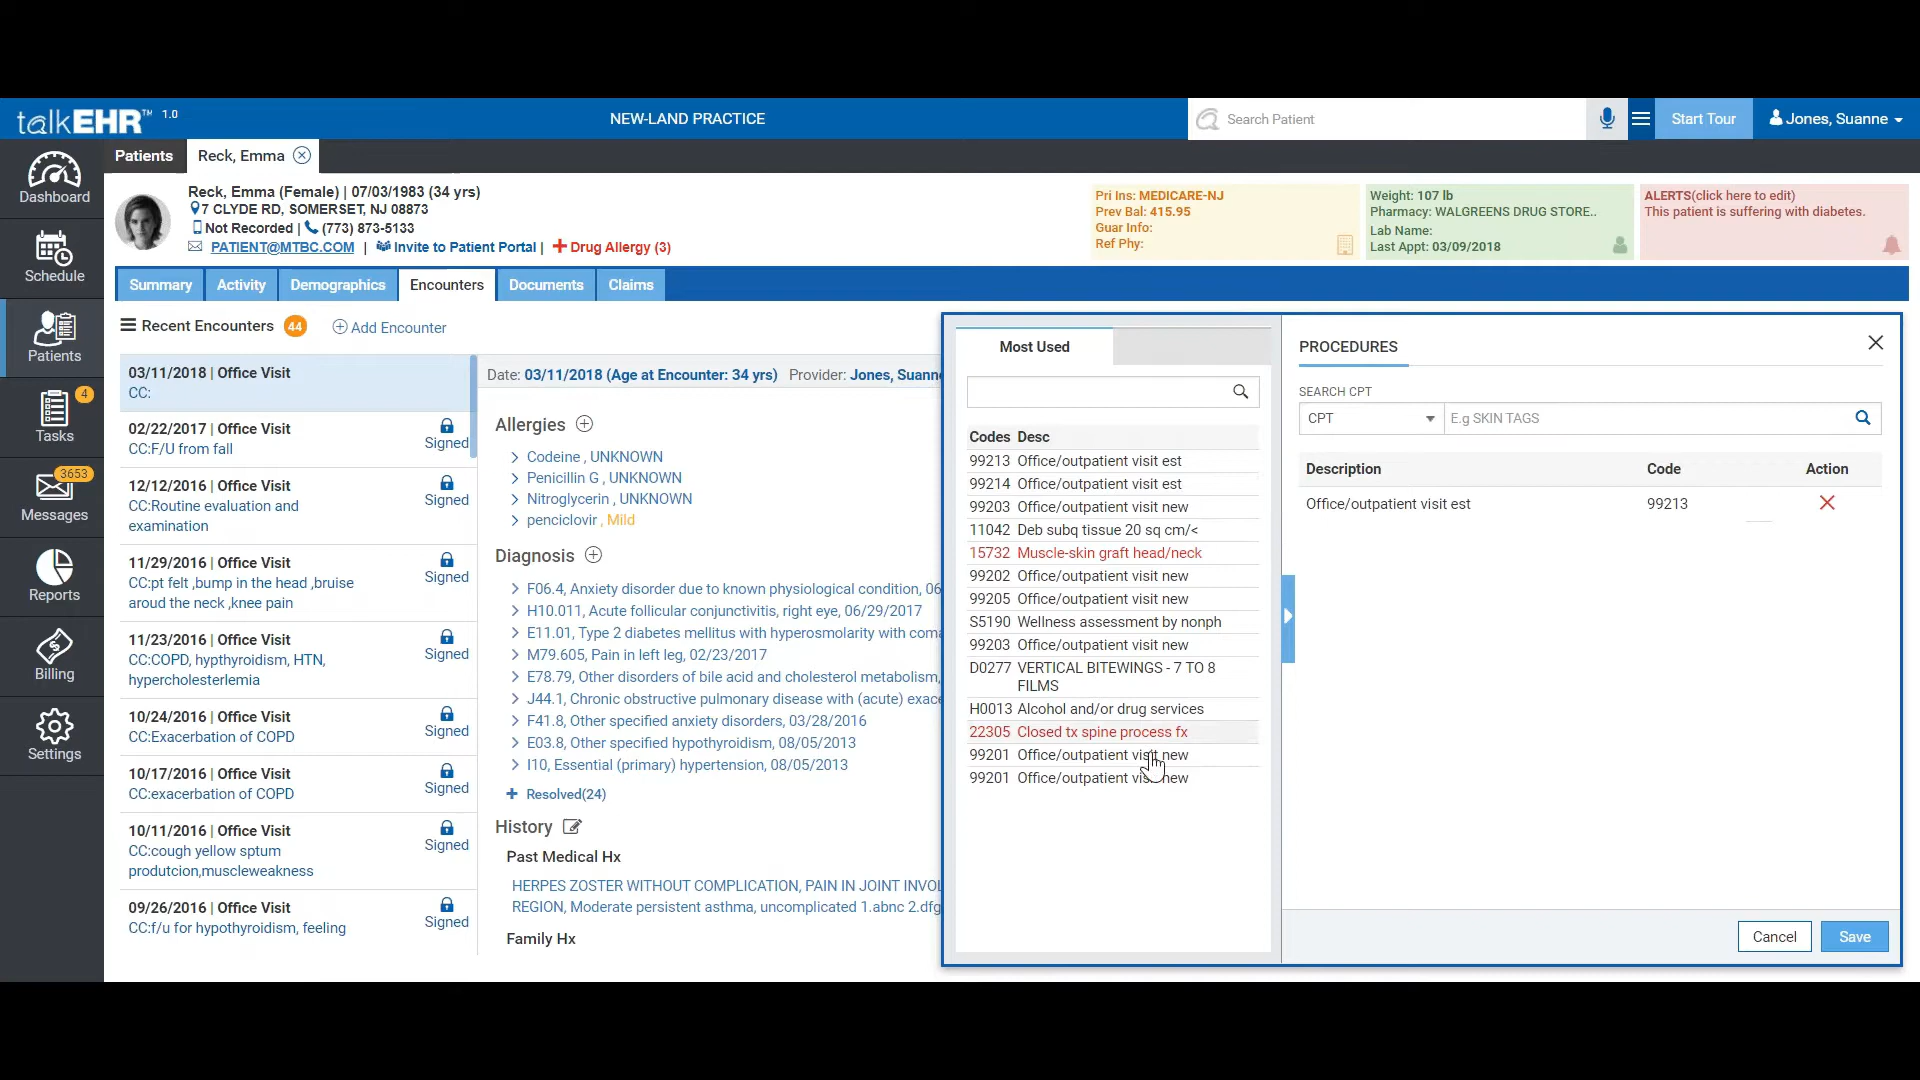 talkEHR™ 1.0
NEW-LAND PRACTICE
Search Patient
Start Tour
Jones, Suanne
Dashboard
Schedule
Patients
4
Tasks
3653
Messages
Reports
Billing
Settings
Patients
Reck, Emma
Reck, Emma (Female) | 07/03/1983 (34 yrs)
7 CLYDE RD, SOMERSET, NJ 08873
Not Recorded | (773) 873-5133
PATIENT@MTBC.COM | Invite to Patient Portal | Drug Allergy (3)
Pri Ins: MEDICARE-NJ
Prev Bal: 415.95
Guar Info:
Ref Phy:
Weight: 107 lb
Pharmacy: WALGREENS DRUG STORE..
Lab Name:
Last Appt: 03/09/2018
ALERTS(click here to edit)
This patient is suffering with diabetes.
Summary
Activity
Demographics
Encounters
Documents
Claims
Recent Encounters 44
Add Encounter
03/11/2018 | Office Visit
CC:
02/22/2017 | Office Visit
CC:F/U from fall
Signed
12/12/2016 | Office Visit
CC:Routine evaluation and
examination
Signed
11/29/2016 | Office Visit
CC:pt felt ,bump in the head ,bruise
aroud the neck ,knee pain
Signed
11/23/2016 | Office Visit
CC:COPD, hypthyroidism, HTN,
hypercholesterlemia
Signed
10/24/2016 | Office Visit
CC:Exacerbation of COPD
Signed
10/17/2016 | Office Visit
CC:exacerbation of COPD
Signed
10/11/2016 | Office Visit
CC:cough yellow sptum
produtcion,muscleweakness
Signed
09/26/2016 | Office Visit
CC:f/u for hypothyroidism, feeling
Signed
Date: 03/11/2018 (Age at Encounter: 34 yrs) Provider: Jones, Suann
Allergies
Codeine , UNKNOWN
Penicillin G , UNKNOWN
Nitroglycerin , UNKNOWN
penciclovir , Mild
Diagnosis
F06.4, Anxiety disorder due to known physiological condition, 06
H10.011, Acute follicular conjunctivitis, right eye, 06/29/2017
E11.01, Type 2 diabetes mellitus with hyperosmolarity with coma
M79.605, Pain in left leg, 02/23/2017
E78.79, Other disorders of bile acid and cholesterol metabolism,
J44.1, Chronic obstructive pulmonary disease with (acute) exace
F41.8, Other specified anxiety disorders, 03/28/2016
E03.8, Other specified hypothyroidism, 08/05/2013
I10, Essential (primary) hypertension, 08/05/2013
Resolved(24)
History
Past Medical Hx
HERPES ZOSTER WITHOUT COMPLICATION, PAIN IN JOINT INVOL
REGION, Moderate persistent asthma, uncomplicated 1.abnc 2.dfg
Family Hx
Most Used
Codes Desc
99213 Office/outpatient visit est
99214 Office/outpatient visit est
99203 Office/outpatient visit new
11042 Deb subq tissue 20 sq cm/<
15732 Muscle-skin graft head/neck
99202 Office/outpatient visit new
99205 Office/outpatient visit new
S5190 Wellness assessment by nonph
99203 Office/outpatient visit new
D0277 VERTICAL BITEWINGS - 7 TO 8
FILMS
H0013 Alcohol and/or drug services
22305 Closed tx spine process fx
99201 Office/outpatient visit new
99201 Office/outpatient visit new
PROCEDURES
SEARCH CPT
CPT
E.g SKIN TAGS
Description Code Action
Office/outpatient visit est 99213
Cancel
Save